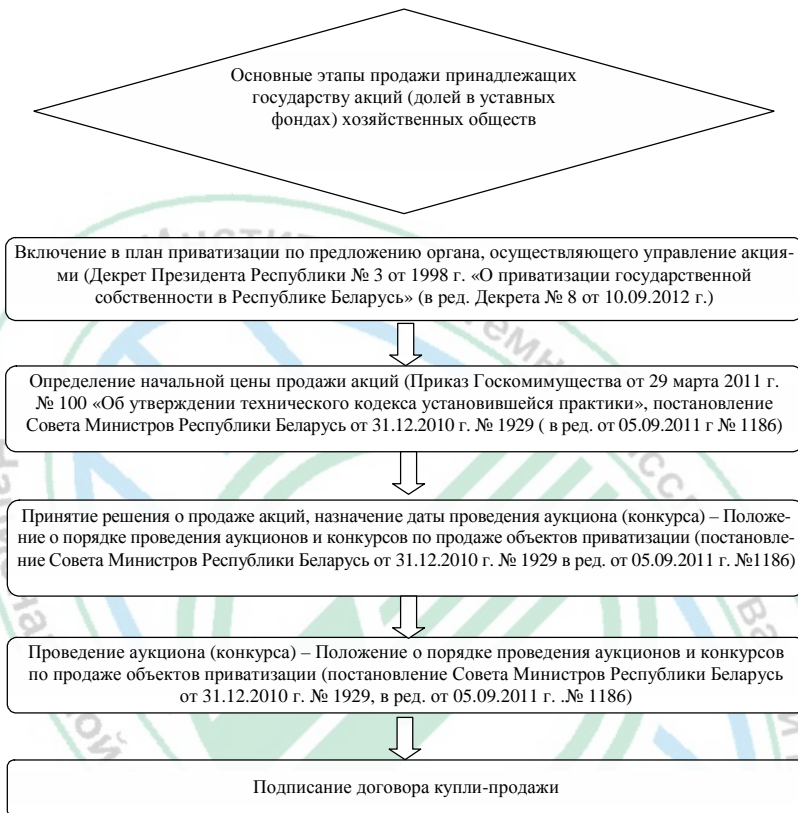 Основные этапы продажи принадлежащих
государству акций (долей в уставных
фондах) хозяйственных обществ
Включение в план приватизации по предложению органа, осуществляющего управление акция-
ми (Декрет Президента Республики № 3 от 1998 г. «О приватизации государственной
собственности в Республике Беларусь» (в ред. Декрета № 8 от 10.09.2012 г.)
Определение начальной цены продажи акций (Приказ Госкомимущества от 29 марта 2011 г.
№ 100 «Об утверждении технического кодекса установившейся практики», постановление
Совета Министров Республики Беларусь от 31.12.2010 г. № 1929 ( в ред. от 05.09.2011 г № 1186)
Принятие решения о продаже акций, назначение даты проведения аукциона (конкурса) – Положе-
ние о порядке проведения аукционов и конкурсов по продаже объектов приватизации (постановле-
ние Совета Министров Республики Беларусь от 31.12.2010 г. № 1929 в ред. от 05.09.2011 г. №1186)
Проведение аукциона (конкурса) – Положение о порядке проведения аукционов и конкурсов
по продаже объектов приватизации (постановление Совета Министров Республики Беларусь
от 31.12.2010 г. № 1929, в ред. от 05.09.2011 г. .№ 1186)
Подписание договора купли-продажи